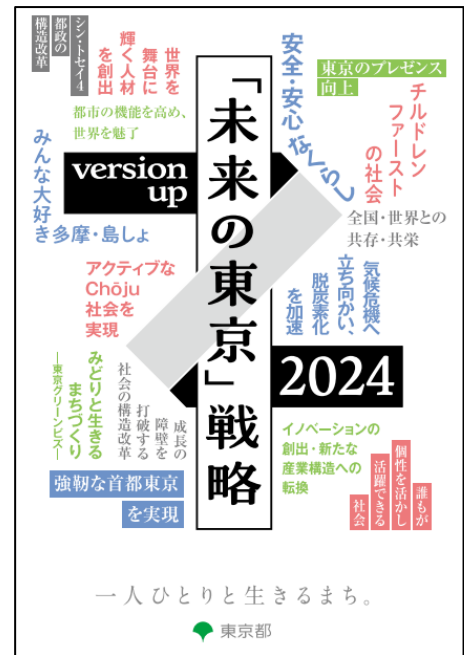 シン・トセイ4
都政の
構造改革
世界を
舞台に
輝く人材
を創出
都市の機能を高め、
世界を魅了
安全・安心なくらし
東京のプレゼンス
向上
チルドレン
ファースト
の社会
みんな大好
き多摩・島しょ
version
up
「未来の東京」戦略
全国・世界との
共存・共栄
アクティブな
Chōju
社会を
実現
気候危機へ
立ち向かい、
脱炭素化
を加速
2024
みどりと生きる
まちづくり
―東京グリーンビズ―
成長の
障壁を
打破する
社会の構造改革
イノベーションの
創出・新たな
産業構造への
転換
強靭な首都東京
を実現
誰もが
個性を活かし
活躍できる
社会
一人ひとりと生きるまち。
東京都